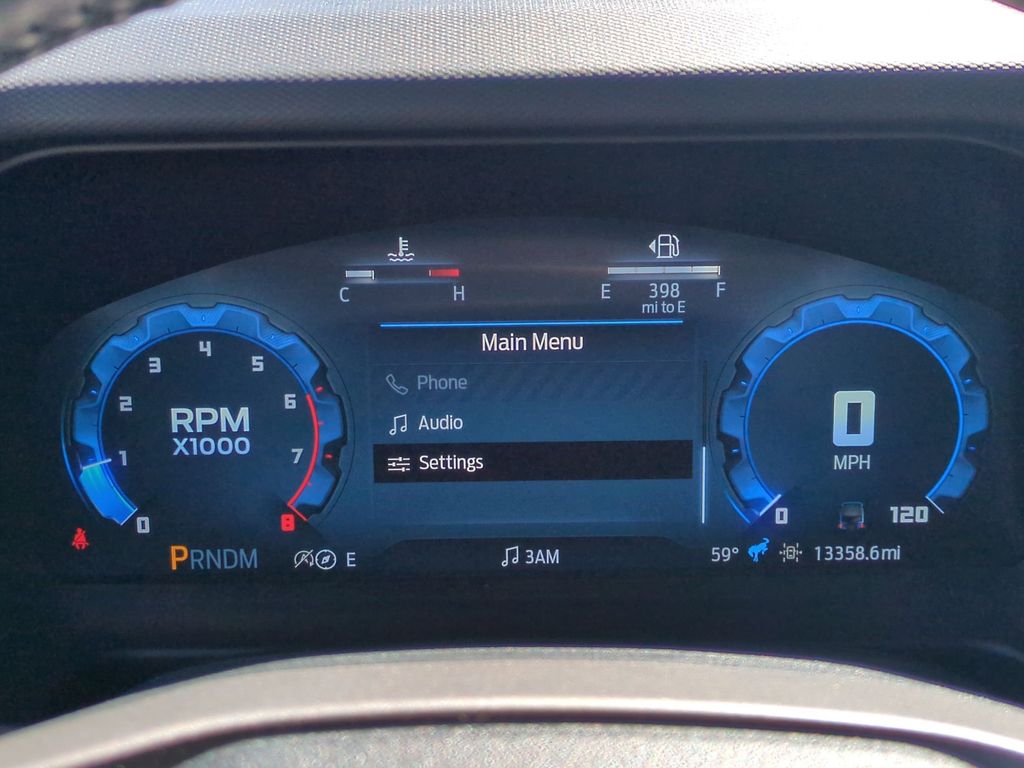 C
H
E
398
F
mi to E
Main Menu
Phone
Audio
Settings
0
1
2
3
4
5
6
7
8
RPM
X1000
0
MPH
0
120
PRNDM
E
3AM
59°
13358.6mi